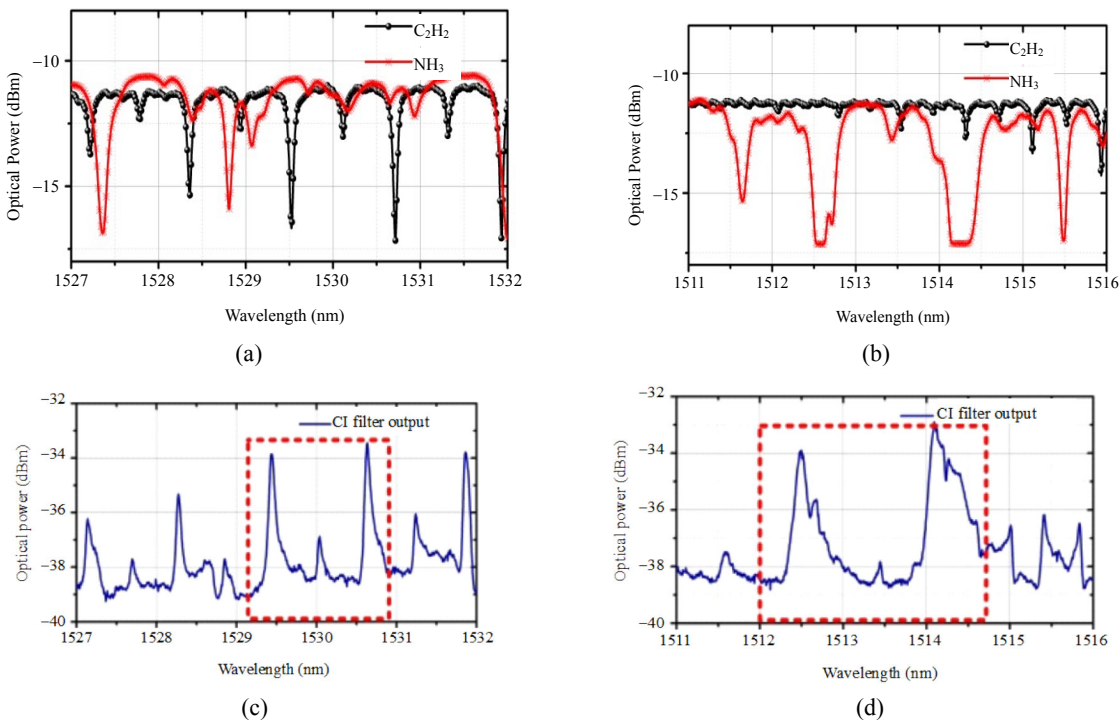 C₂H₂
NH₃
−10
−15
Optical Power (dBm)
1527 1528 1529 1530 1531 1532
Wavelength (nm)
(a)
C₂H₂
NH₃
−10
−15
Optical Power (dBm)
1511 1512 1513 1514 1515 1516
Wavelength (nm)
(b)
−32
−34
−36
−38
−40
CI filter output
Optical power (dBm)
1527 1528 1529 1530 1531 1532
Wavelength (nm)
(c)
−32
−34
−36
−38
−40
CI filter output
Optical power (dBm)
1511 1512 1513 1514 1515 1516
Wavelength (nm)
(d)